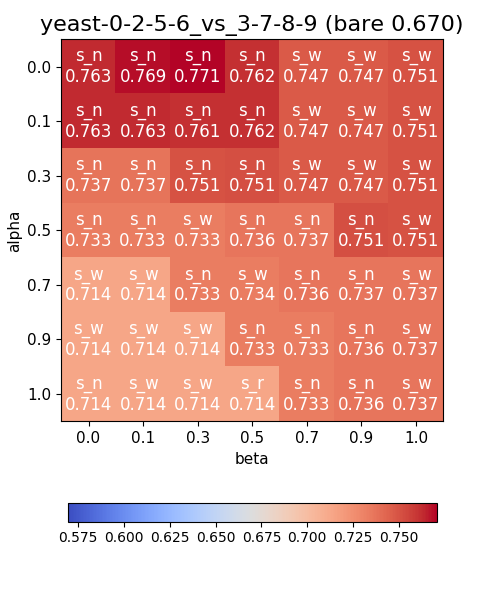 yeast-0-2-5-6_vs_3-7-8-9 (bare 0.670)
s_n s_n s_n s_n s_w s_w s_w
0.0 0.763 0.769 0.771 0.762 0.747 0.747 0.751
s_n s_n s_n s_n s_w s_w s_w
0.1 0.763 0.763 0.761 0.762 0.747 0.747 0.751
s_n s_n s_n s_n s_w s_w s_w
0.3 0.737 0.737 0.751 0.751 0.747 0.747 0.751
s_n s_n s_w s_n s_n s_n s_w
0.5 0.733 0.733 0.733 0.736 0.737 0.751 0.751
s_w s_w s_n s_w s_n s_n s_w
0.7 0.714 0.714 0.733 0.734 0.736 0.737 0.737
s_w s_w s_w s_n s_n s_n s_w
0.9 0.714 0.714 0.714 0.733 0.733 0.736 0.737
s_n s_w s_w s_r s_n s_n s_w
1.0 0.714 0.714 0.714 0.714 0.733 0.736 0.737
alpha
0.0 0.1 0.3 0.5 0.7 0.9 1.0
beta
0.575 0.600 0.625 0.650 0.675 0.700 0.725 0.750